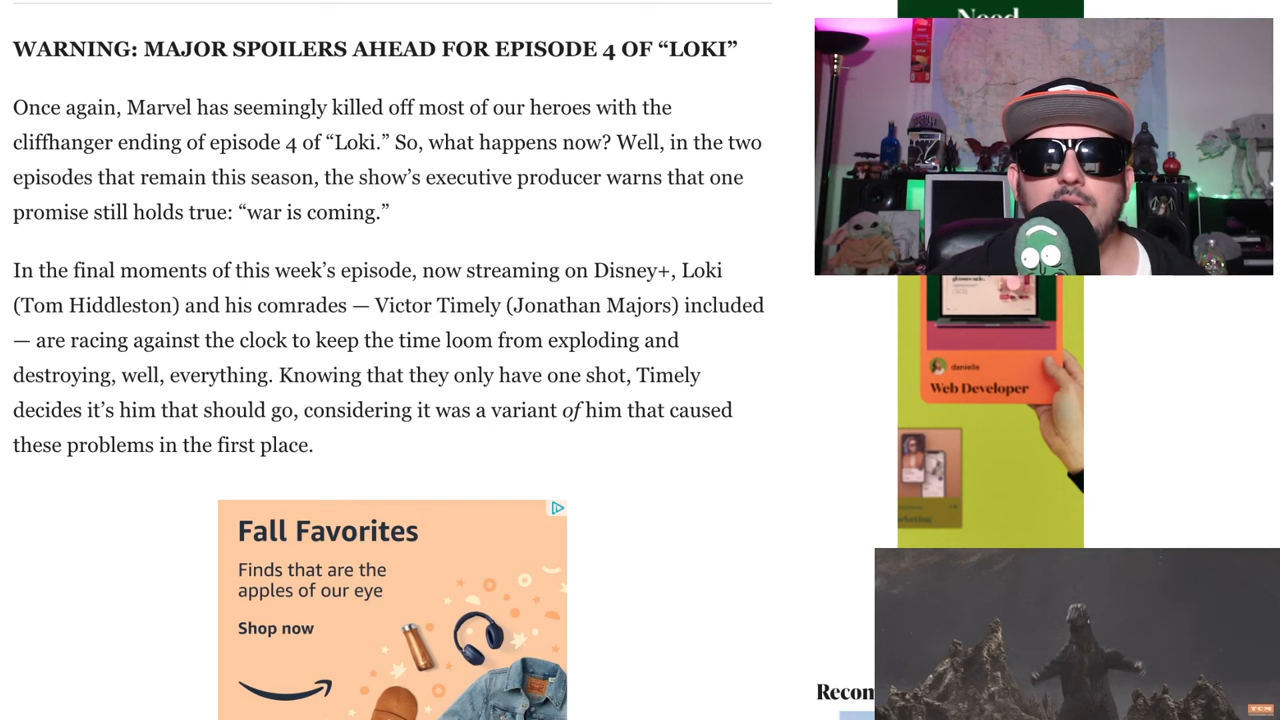 WARNING: MAJOR SPOILERS AHEAD FOR EPISODE 4 OF “LOKI”
Once again, Marvel has seemingly killed off most of our heroes with the
cliffhanger ending of episode 4 of “Loki.” So, what happens now? Well, in the two
episodes that remain this season, the show’s executive producer warns that one
promise still holds true: “war is coming.”
In the final moments of this week’s episode, now streaming on Disney+, Loki
(Tom Hiddleston) and his comrades — Victor Timely (Jonathan Majors) included
— are racing against the clock to keep the time loom from exploding and
destroying, well, everything. Knowing that they only have one shot, Timely
decides it’s him that should go, considering it was a variant of him that caused
these problems in the first place.
Fall Favorites
Finds that are the
apples of our eye
Shop now
Need
danielle
Web Developer
Recom
TCM